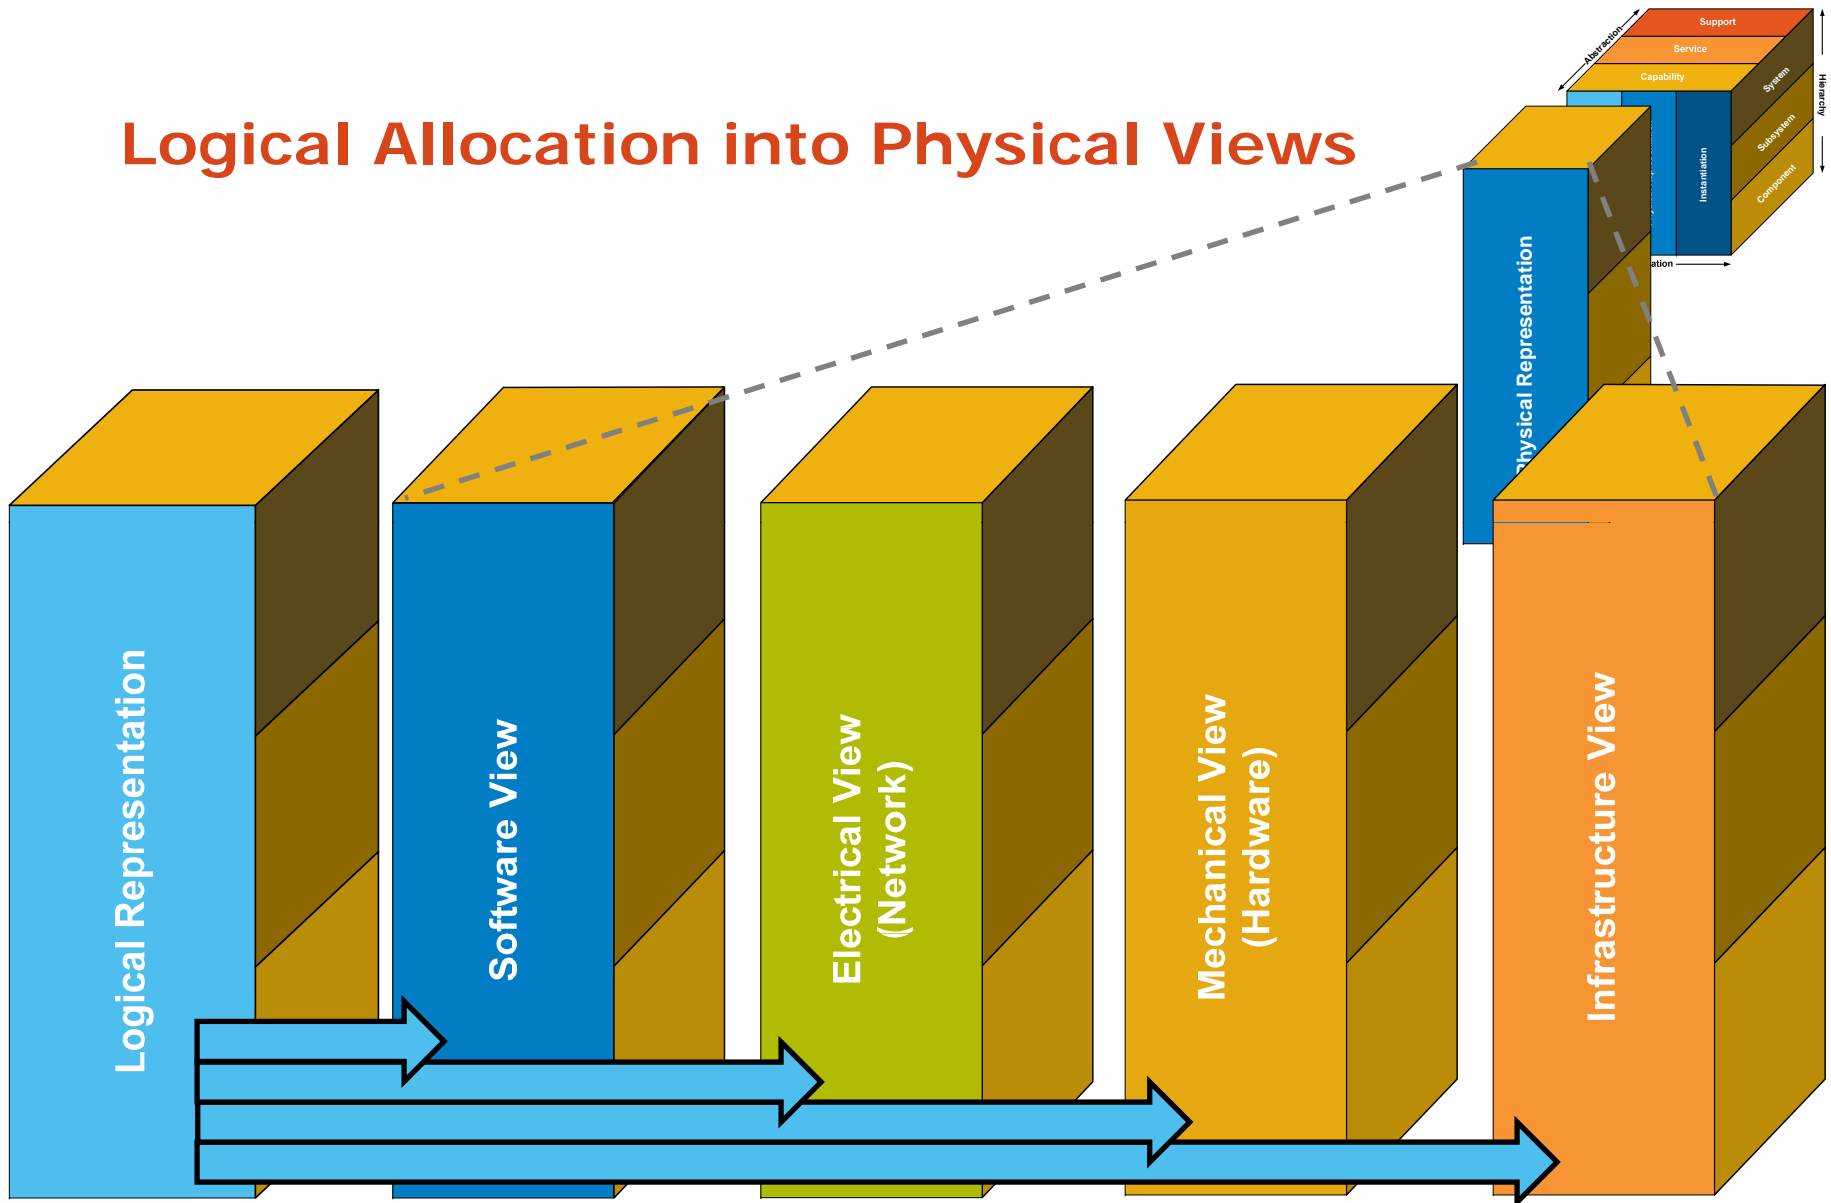 Logical Allocation into Physical Views
Abstraction
Support
Service
Capability
System
Subsystem
Component
Hierarchy
Instantiation
Physical Representation
Logical Representation
Software View
Electrical View
(Network)
Mechanical View
(Hardware)
Infrastructure View